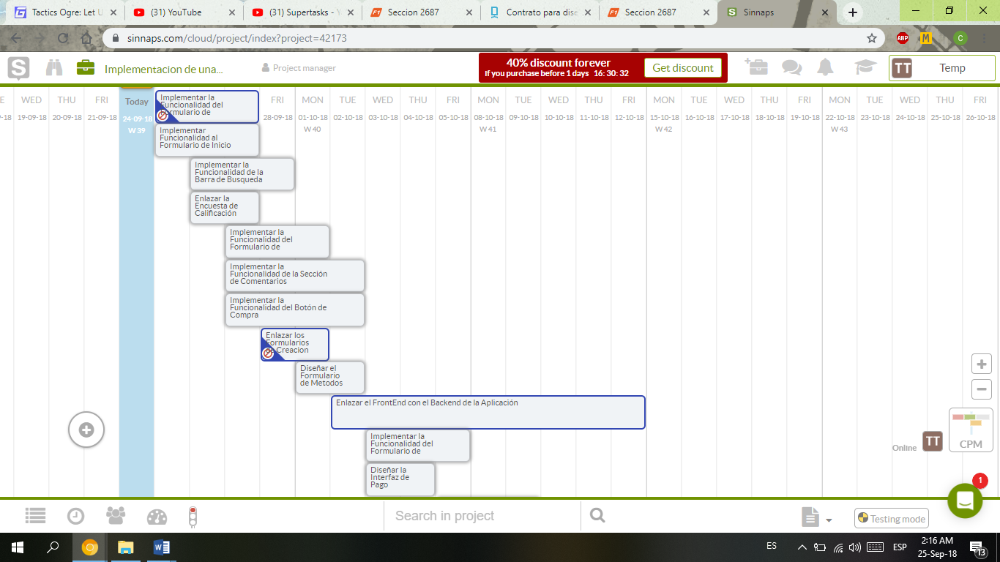 Tactics Ogre: Let U
(31) YouTube
(31) Supertasks - Y
Seccion 2687
Contrato para dise
Seccion 2687
Sinnaps
sinnaps.com/cloud/project/index?project=42173
ABP
M
C
S
Implementacion de una...
Project manager
40% discount forever
If you purchase before 1 days 16: 30: 32
Get discount
TT
Temp
E WED THU FRI Today FRI MON TUE WED THU FRI MON TUE WED THU FRI MON TUE WED THU FRI MON TUE WED THU FRI
9-18 19-09-18 20-09-18 21-09-18 24-09-18 28-09-18 01-10-18 02-10-18 03-10-18 04-10-18 05-10-18 08-10-18 09-10-18 10-10-18 11-10-18 12-10-18 15-10-18 16-10-18 17-10-18 18-10-18 19-10-18 22-10-18 23-10-18 24-10-18 25-10-18 26-10-18
W 39 W 40 W 41 W 42 W 43
Implementar la
Funcionalidad del
Formulario de
Implementar
Funcionalidad al
Formulario de Inicio
Implementar la
Funcionalidad de la
Barra de Busqueda
Enlazar la
Encuesta de
Calificación
Implementar la
Funcionalidad del
Formulario de
Implementar la
Funcionalidad de la Sección
de Comentarios
Implementar la
Funcionalidad del Botón de
Compra
Enlazar los
Formularios
de Creacion
Diseñar el
Formulario
de Metodos
Enlazar el FrontEnd con el Backend de la Aplicación
Implementar la
Funcionalidad del
Formulario de
Diseñar la
Interfaz de
Pago
Online
TT
CPM
1
Search in project
Testing mode
ES
ESP
2:16 AM
25-Sep-18
13